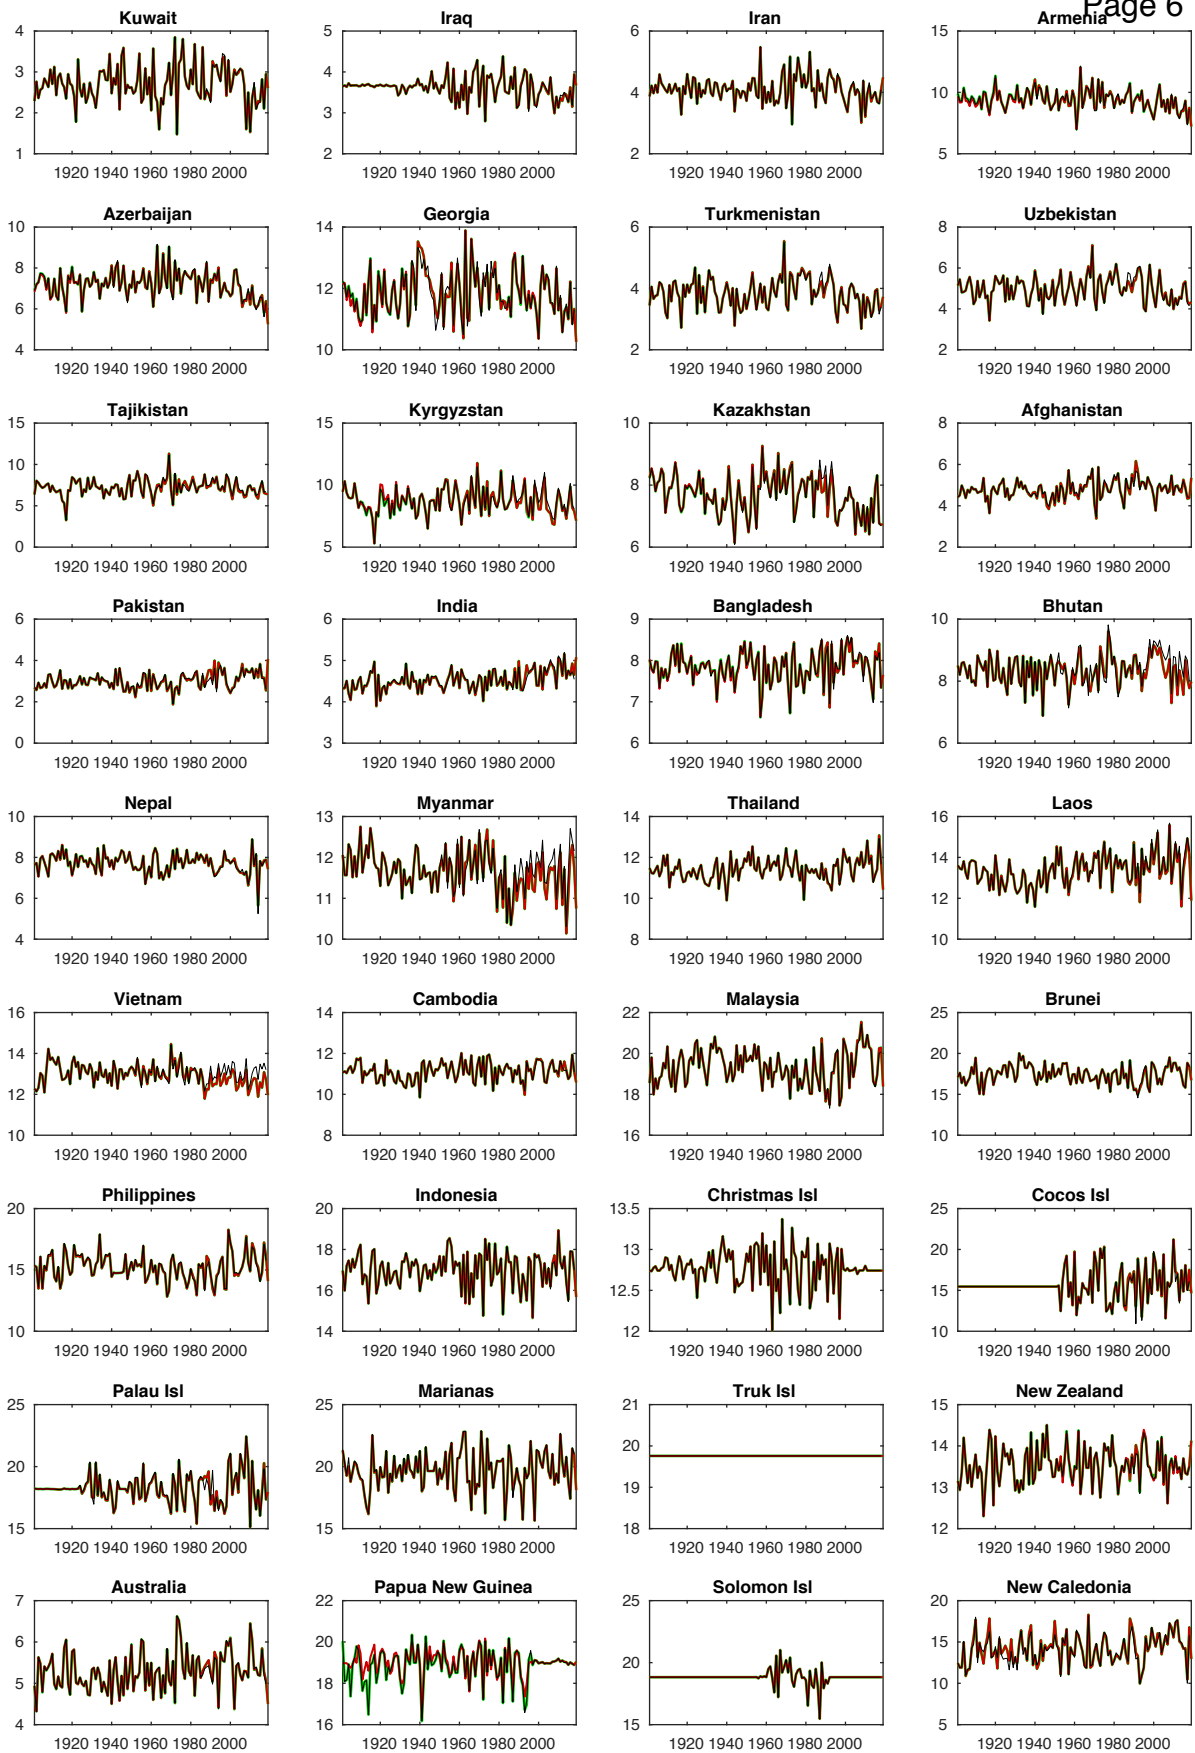 Page 6
Kuwait Iraq Iran Armenia
4 5 6 15
3 4 10
2 3 4
1 2 2 5
1920 1940 1960 1980 2000 1920 1940 1960 1980 2000 1920 1940 1960 1980 2000 1920 1940 1960 1980 2000
Azerbaijan Georgia Turkmenistan Uzbekistan
10 14 6 8
8 6
12 4
6 4
4 10 2 2
1920 1940 1960 1980 2000 1920 1940 1960 1980 2000 1920 1940 1960 1980 2000 1920 1940 1960 1980 2000
Tajikistan Kyrgyzstan Kazakhstan Afghanistan
15 15 10 8
10 6
10 8
5 4
0 5 6 2
1920 1940 1960 1980 2000 1920 1940 1960 1980 2000 1920 1940 1960 1980 2000 1920 1940 1960 1980 2000
Pakistan India Bangladesh Bhutan
6 6 9 10
4 5 8
8
2 4 7
0 3 6 6
1920 1940 1960 1980 2000 1920 1940 1960 1980 2000 1920 1940 1960 1980 2000 1920 1940 1960 1980 2000
Nepal Myanmar Thailand Laos
10 13 14 16
8 12 12 14
6 11 10 12
4 10 8 10
1920 1940 1960 1980 2000 1920 1940 1960 1980 2000 1920 1940 1960 1980 2000 1920 1940 1960 1980 2000
Vietnam Cambodia Malaysia Brunei
16 14 22 25
14 12 20 20
12 10 18 15
10 8 16 10
1920 1940 1960 1980 2000 1920 1940 1960 1980 2000 1920 1940 1960 1980 2000 1920 1940 1960 1980 2000
Philippines Indonesia Christmas Isl Cocos Isl
20 20 13.5 25
18 13 20
15
16 12.5 15
10 14 12 10
1920 1940 1960 1980 2000 1920 1940 1960 1980 2000 1920 1940 1960 1980 2000 1920 1940 1960 1980 2000
Palau Isl Marianas Truk Isl New Zealand
25 25 21 15
20 14
20 20
19 13
15 15 18 12
1920 1940 1960 1980 2000 1920 1940 1960 1980 2000 1920 1940 1960 1980 2000 1920 1940 1960 1980 2000
Australia Papua New Guinea Solomon Isl New Caledonia
7 22 25 20
6 20 15
20
5 18 10
4 16 15 5
1920 1940 1960 1980 2000 1920 1940 1960 1980 2000 1920 1940 1960 1980 2000 1920 1940 1960 1980 2000